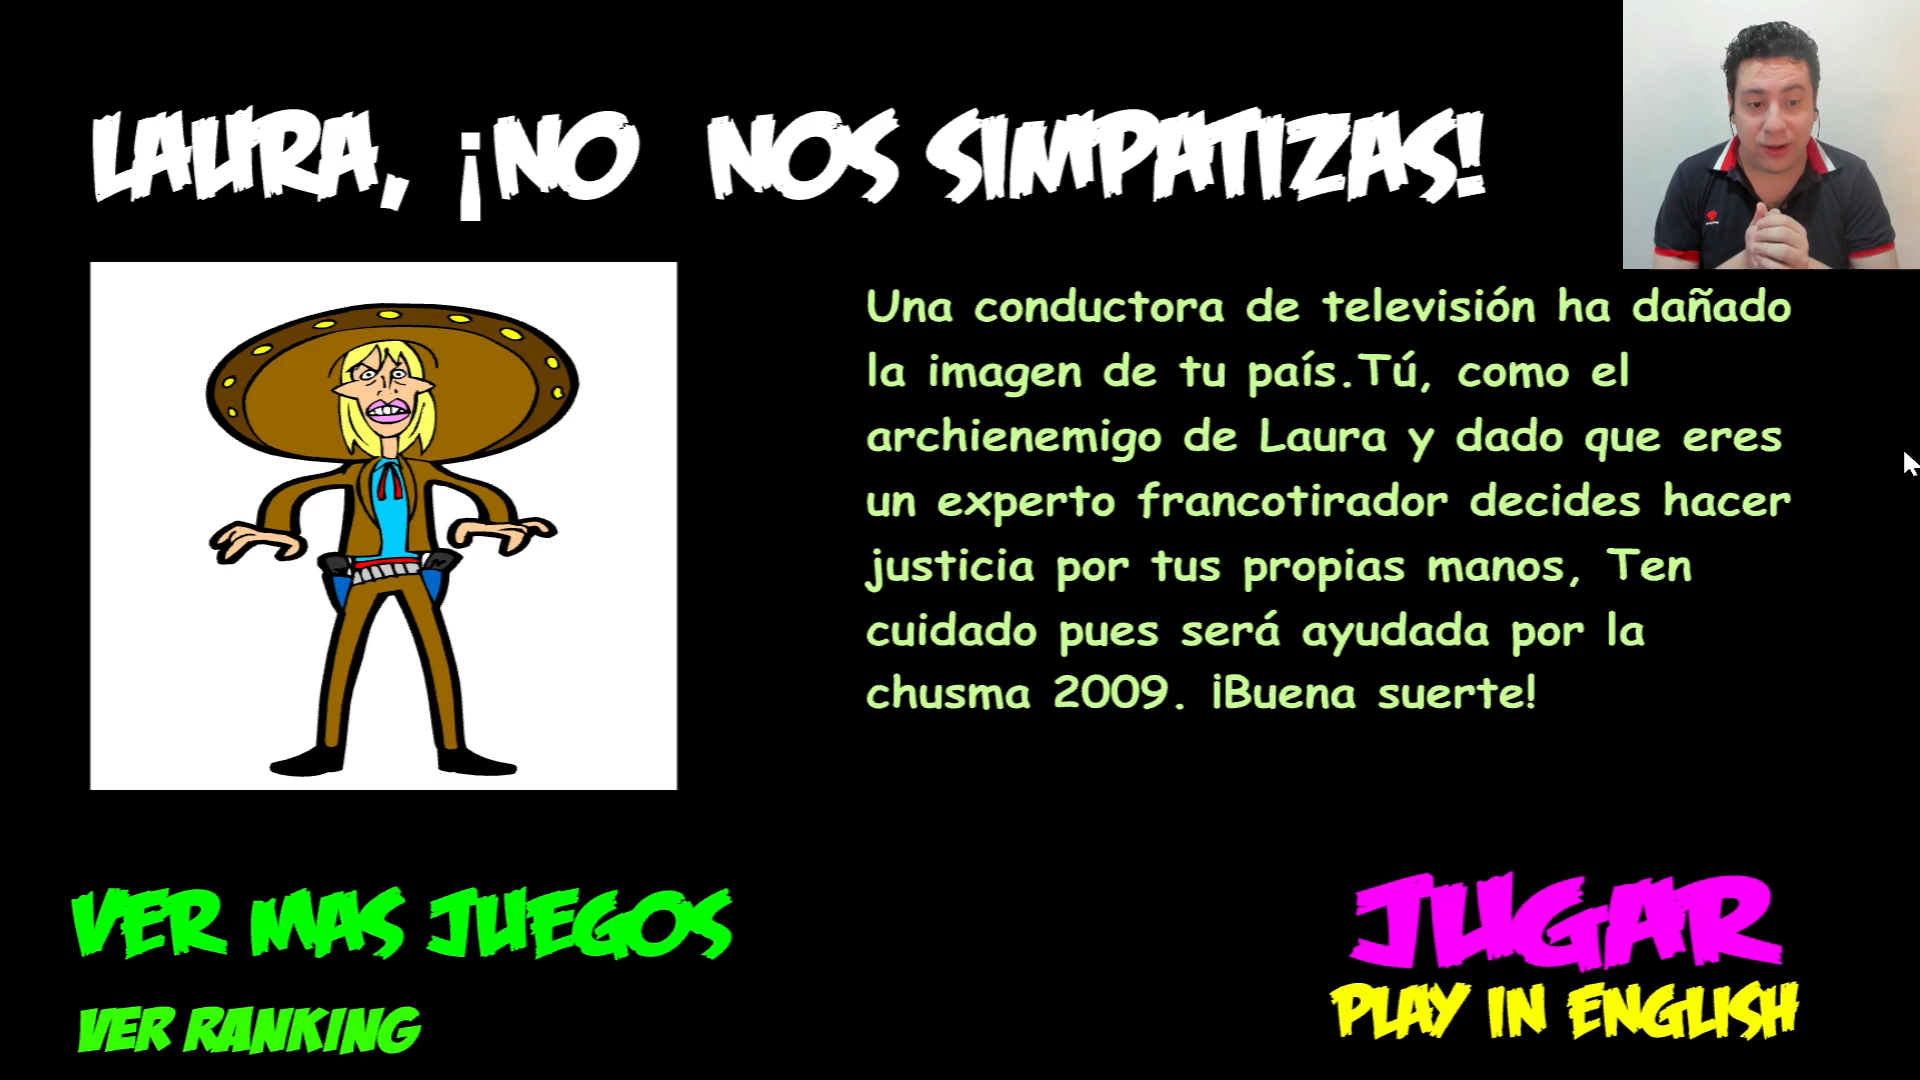 LAURA, ¡NO NOS SIMPATIZAS!
Una conductora de televisión ha dañado
la imagen de tu país.Tú, como el
archienemigo de Laura y dado que eres
un experto francotirador decides hacer
justicia por tus propias manos, Ten
cuidado pues será ayudada por la
chusma 2009. ¡Buena suerte!
VER MAS JUEGOS
JUGAR
VER RANKING
PLAY IN ENGLISH